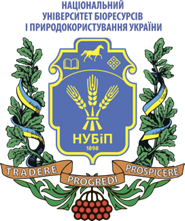 НАЦІОНАЛЬНИЙ
УНІВЕРСИТЕТ БІОРЕСУРСІВ
І ПРИРОДОКОРИСТУВАННЯ УКРАЇНИ
НУБіП
1898
TRADERE
PROGREDI
PROSPICERE